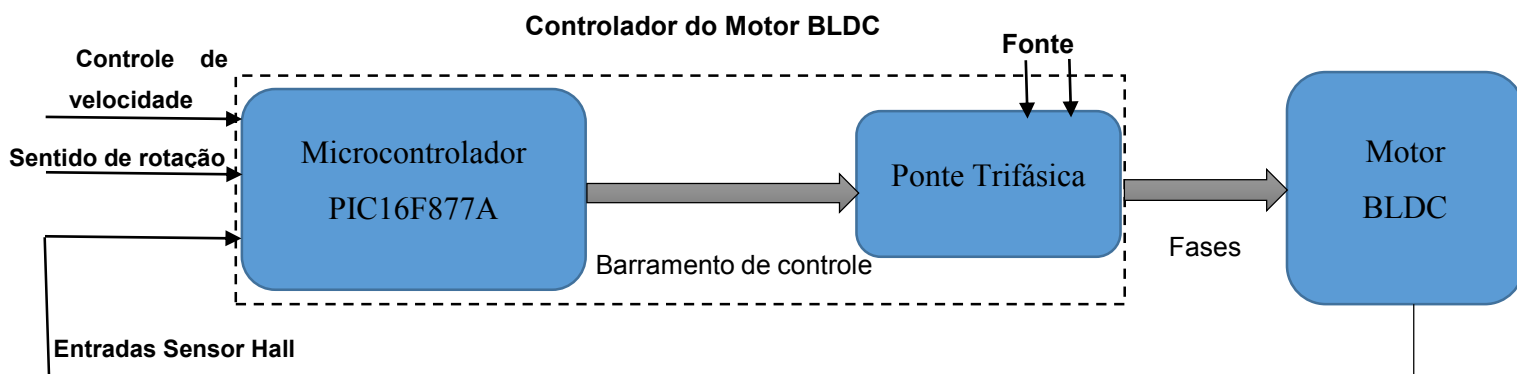 Controlador do Motor BLDC
Fonte
Controle de
velocidade
Sentido de rotação
Microcontrolador
PIC16F877A
Ponte Trifásica
Motor
BLDC
Barramento de controle
Fases
Entradas Sensor Hall